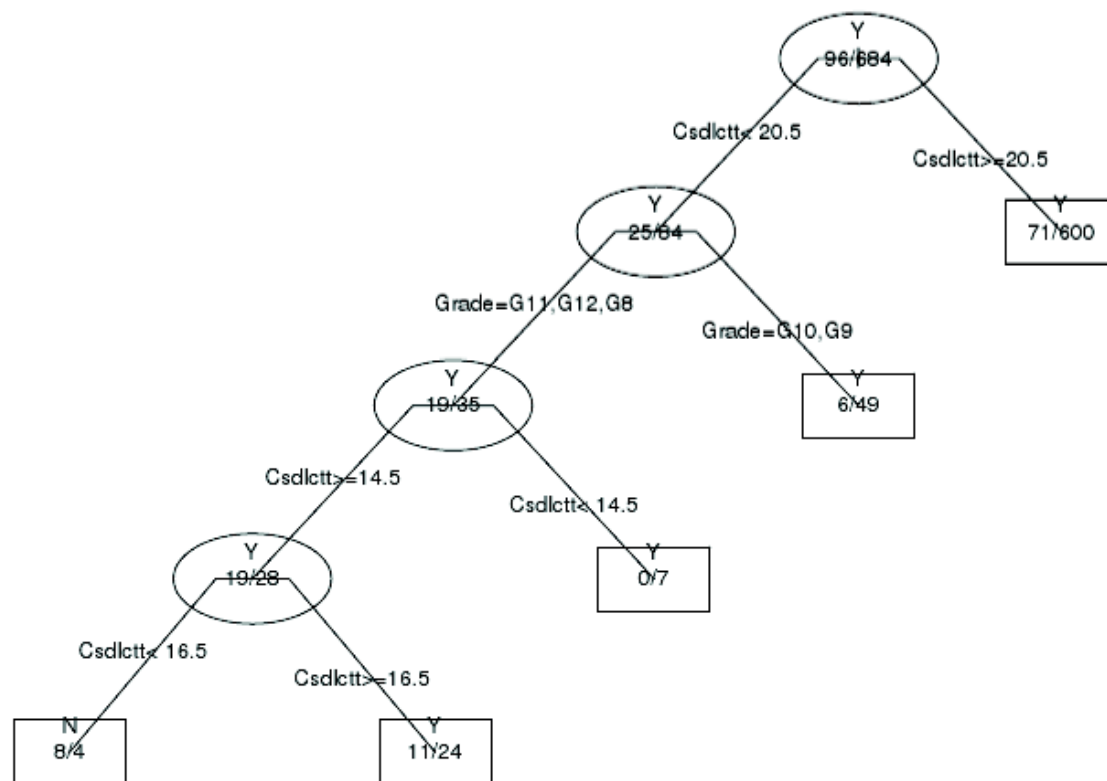 Y
96/684
Csdlctt< 20.5
Csdlctt>=20.5
Y
25/84
Y
71/600
Grade=G11,G12,G8
Grade=G10,G9
Y
19/35
Y
6/49
Csdlctt>=14.5
Csdlctt< 14.5
Y
19/28
Y
0/7
Csdlctt< 16.5
Csdlctt>=16.5
N
8/4
Y
11/24